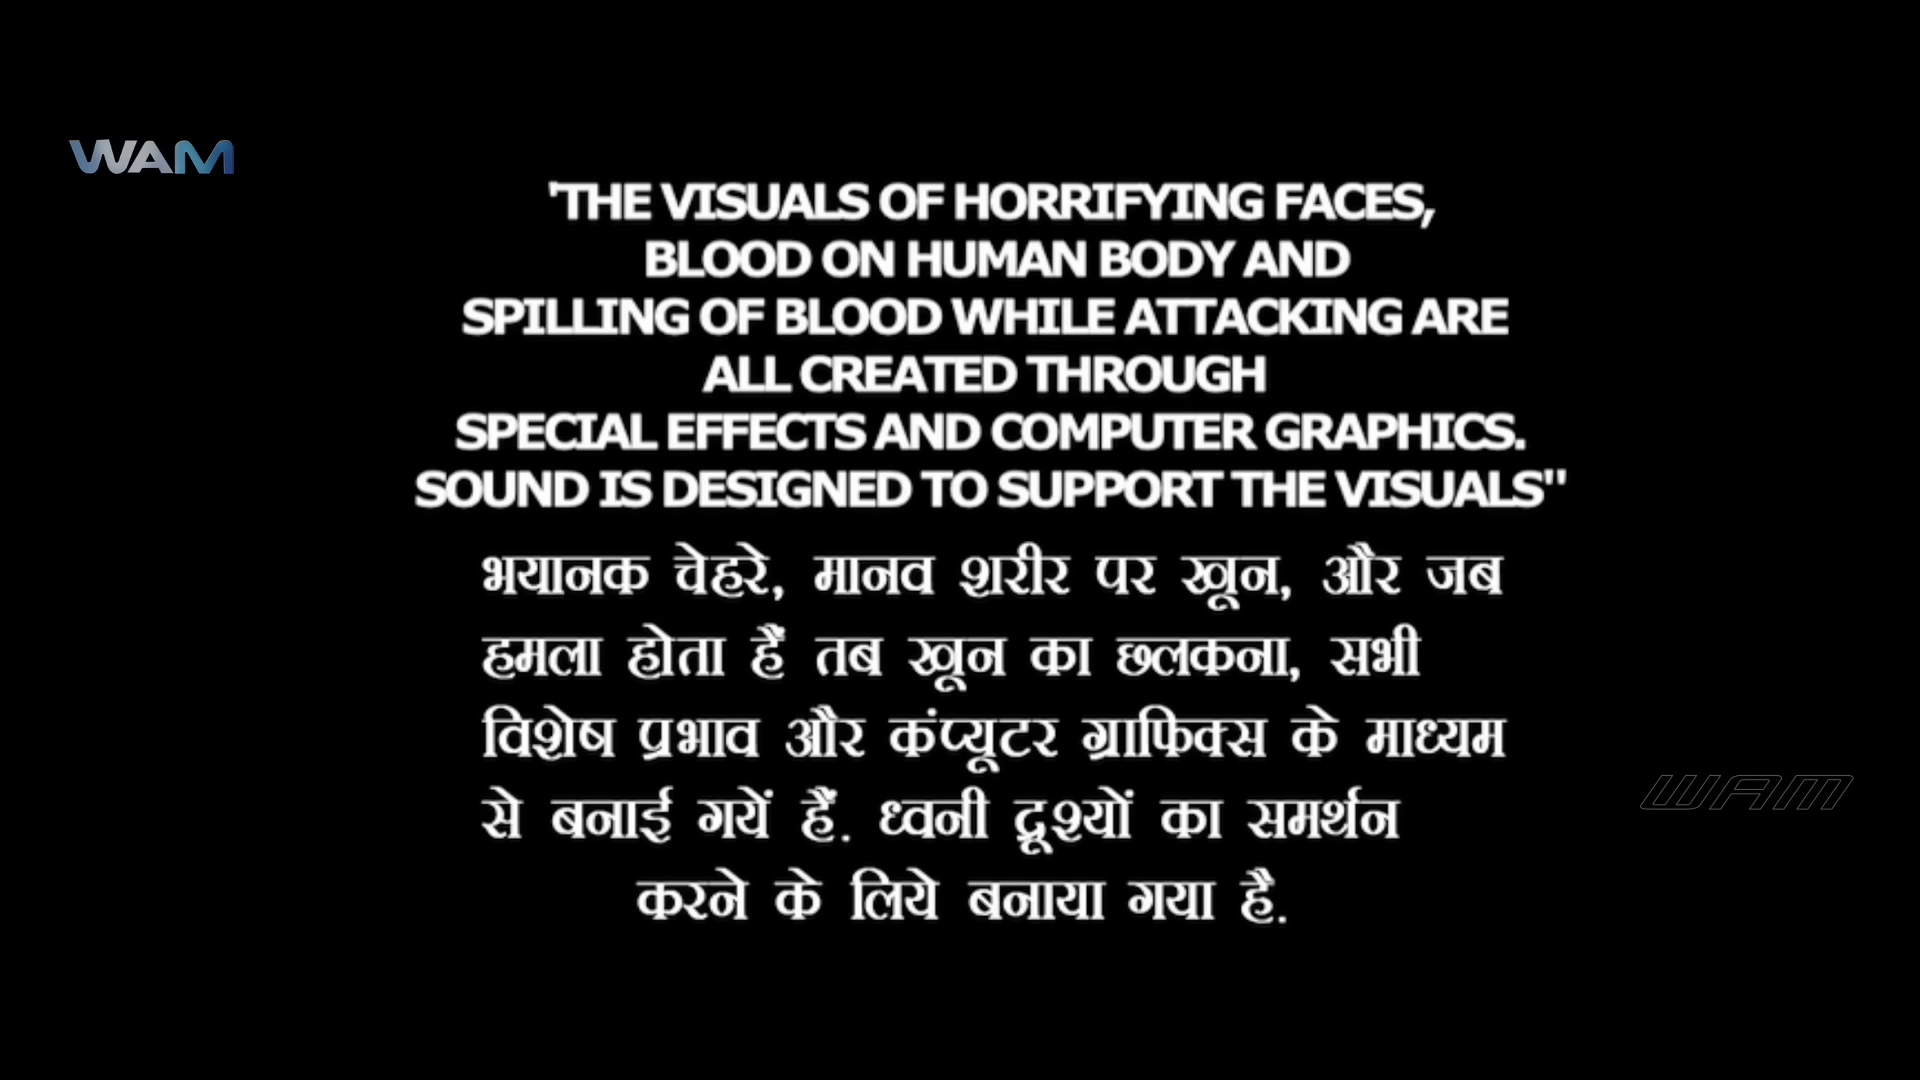 WAM
'THE VISUALS OF HORRIFYING FACES,
BLOOD ON HUMAN BODY AND
SPILLING OF BLOOD WHILE ATTACKING ARE
ALL CREATED THROUGH
SPECIAL EFFECTS AND COMPUTER GRAPHICS.
SOUND IS DESIGNED TO SUPPORT THE VISUALS"
भयानक चेहरे, मानव शरीर पर खून, और जब
हमला होता हैं तब खून का छलकना, सभी
विशेष प्रभाव और कंप्यूटर ग्राफिक्स के माध्यम
से बनाई गयें हैं. ध्वनी द्रूश्यों का समर्थन
करने के लिये बनाया गया है.
WAM